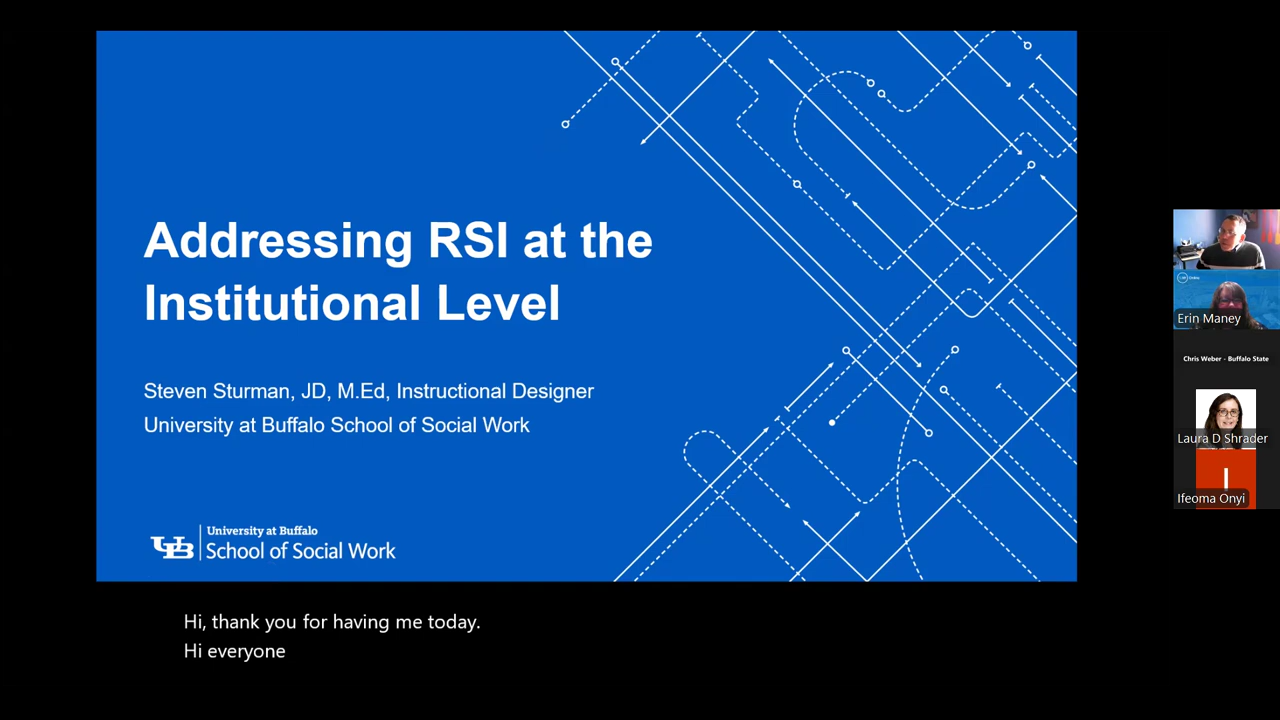 Addressing RSI at the
Institutional Level
Steven Sturman, JD, M.Ed, Instructional Designer
University at Buffalo School of Social Work
UB
University at Buffalo
School of Social Work
Hi, thank you for having me today.
Hi everyone
Erin Maney
Chris Weber - Buffalo State
Laura D Shrader
I
Ifeoma Onyi